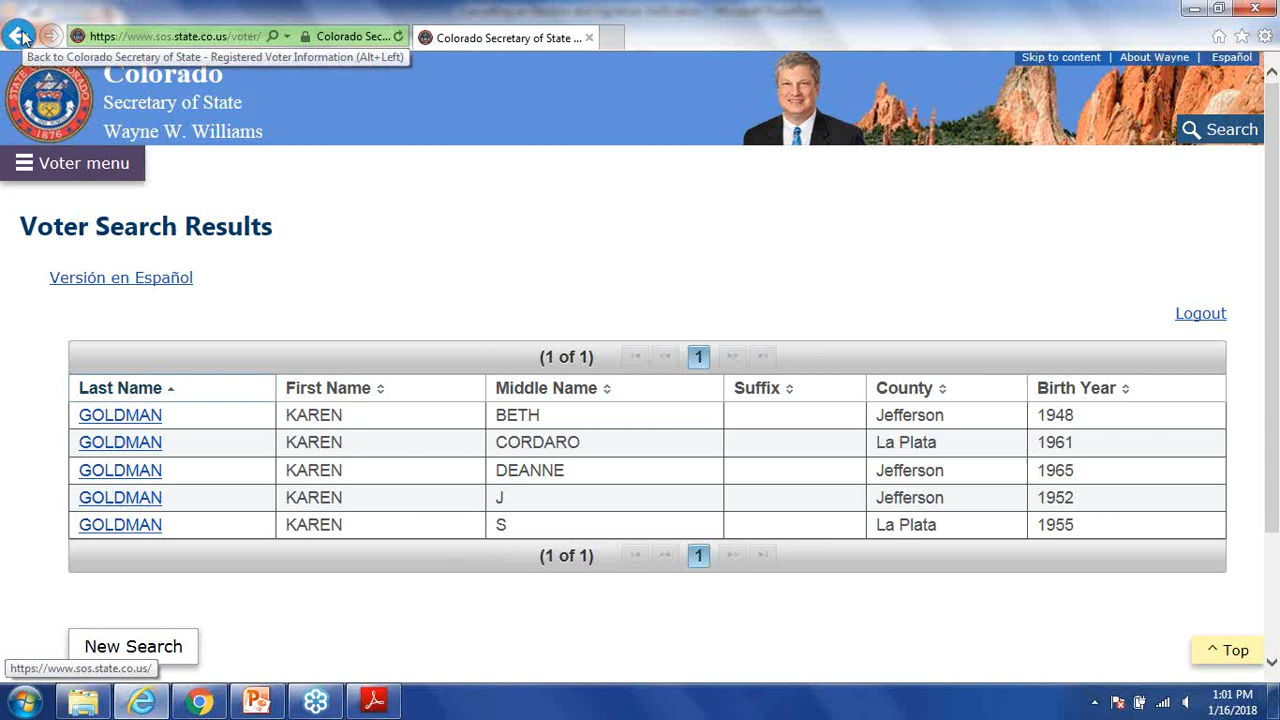 https://www.sos.state.co.us/voter/ Colorado Sec... Colorado Secretary of State ...
Back to Colorado Secretary of State - Registered Voter Information (Alt+Left)
Skip to content | About Wayne | Español
Colorado
Secretary of State
Wayne W. Williams
Search
Voter menu
Voter Search Results
Versión en Español
Logout
(1 of 1) 1
Last Name First Name Middle Name Suffix County Birth Year
GOLDMAN KAREN BETH Jefferson 1948
GOLDMAN KAREN CORDARO La Plata 1961
GOLDMAN KAREN DEANNE Jefferson 1965
GOLDMAN KAREN J Jefferson 1952
GOLDMAN KAREN S La Plata 1955
(1 of 1) 1
New Search
^ Top
https://www.sos.state.co.us/
1:01 PM
1/16/2018